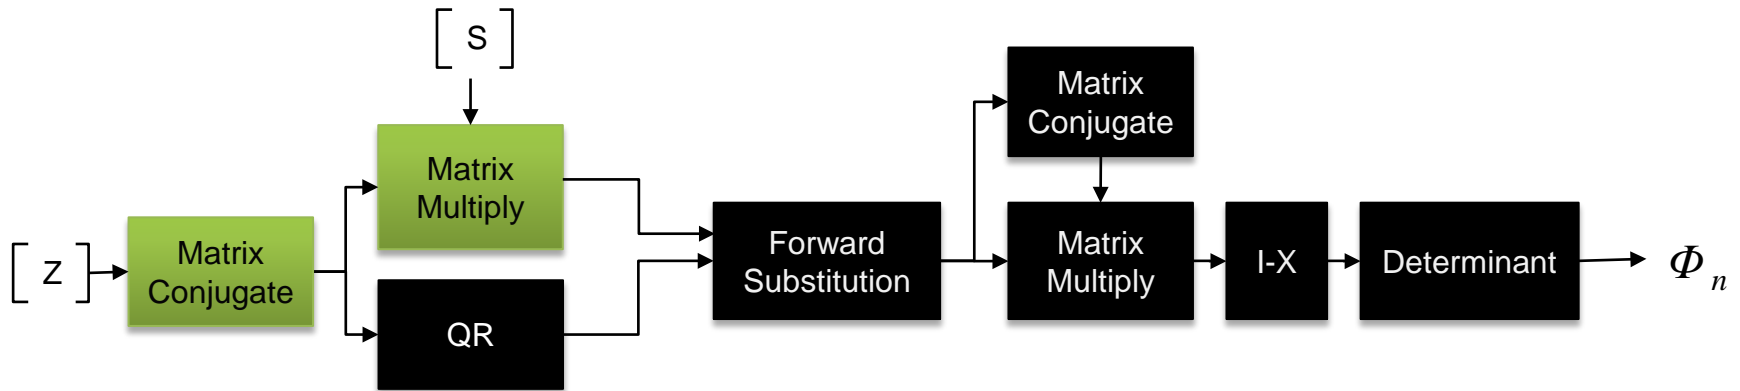 [ S ]
Matrix
Multiply
[ Z ]
Matrix
Conjugate
QR
Forward
Substitution
Matrix
Conjugate
Matrix
Multiply
I-X
Determinant
Φ n